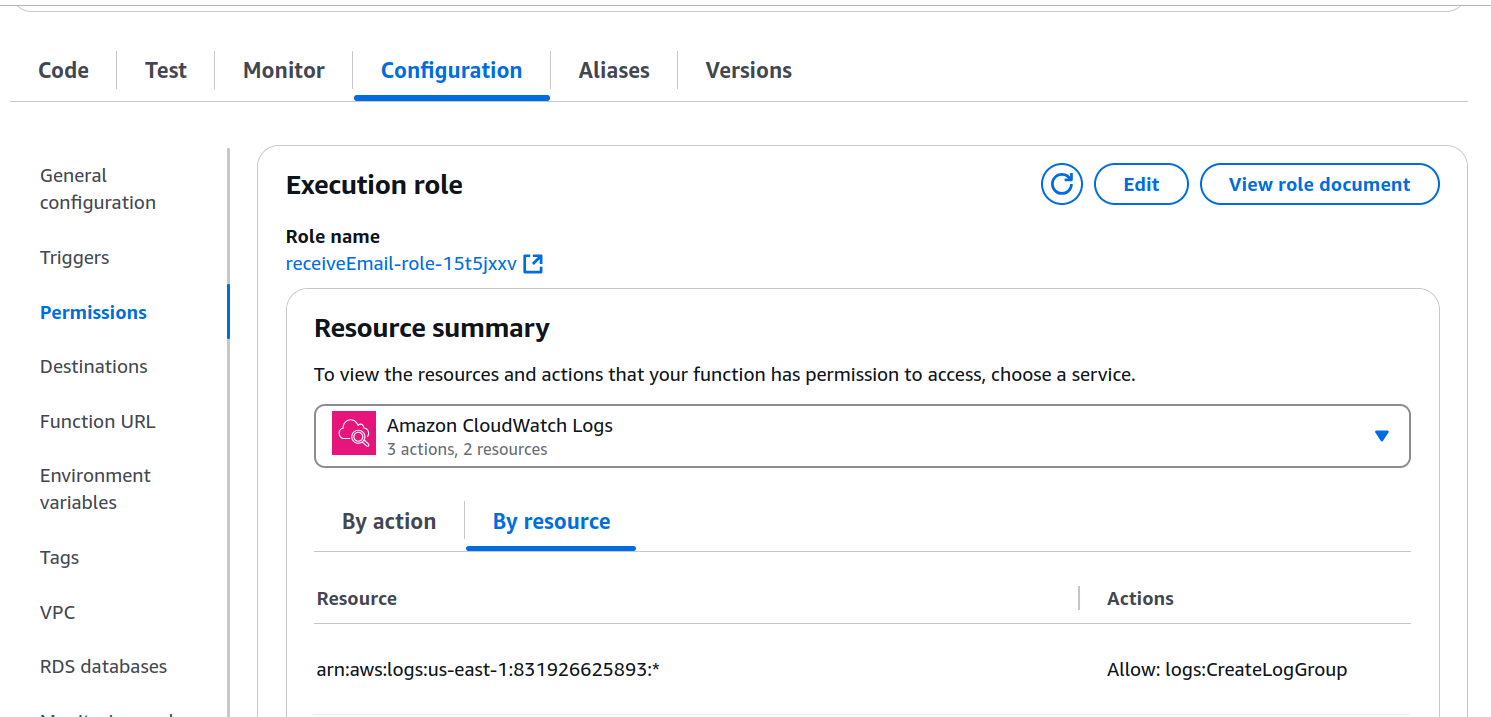 Code
Test
Monitor
Configuration
Aliases
Versions
General
configuration
Triggers
Permissions
Destinations
Function URL
Environment
variables
Tags
VPC
RDS databases
Execution role
Edit
View role document
Role name
receiveEmail-role-15t5jxxv
Resource summary
To view the resources and actions that your function has permission to access, choose a service.
Amazon CloudWatch Logs
3 actions, 2 resources
By action
By resource
Resource
Actions
arn:aws:logs:us-east-1:831926625893:*
Allow: logs:CreateLogGroup